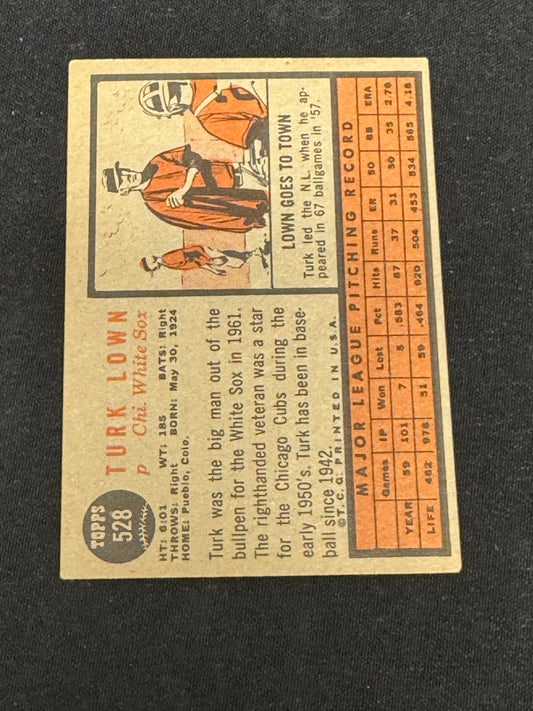 TOPPS
528
TURK LOWN
p Chi. White Sox
HT: 6:01 WT: 185 BATS: Right
THROWS: Right BORN: May 30, 1924
HOME: Pueblo, Colo.
Turk was the big man out of the
bullpen for the White Sox in 1961.
The righthanded veteran was a star
for the Chicago Cubs during the
early 1950's. Turk has been in base-
ball since 1942.
©T.C.G. PRINTED IN U.S.A.
LOWN GOES TO TOWN
Turk led the N.L. when he ap-
peared in 67 ballgames in '57.
MAJOR LEAGUE PITCHING RECORD
Games IP Won Lost Pct Hits Runs ER SO BB ERA
YEAR 59 101 7 5 .583 87 37 31 50 35 2.76
LIFE 462 978 51 59 .464 820 504 453 534 565 4.16